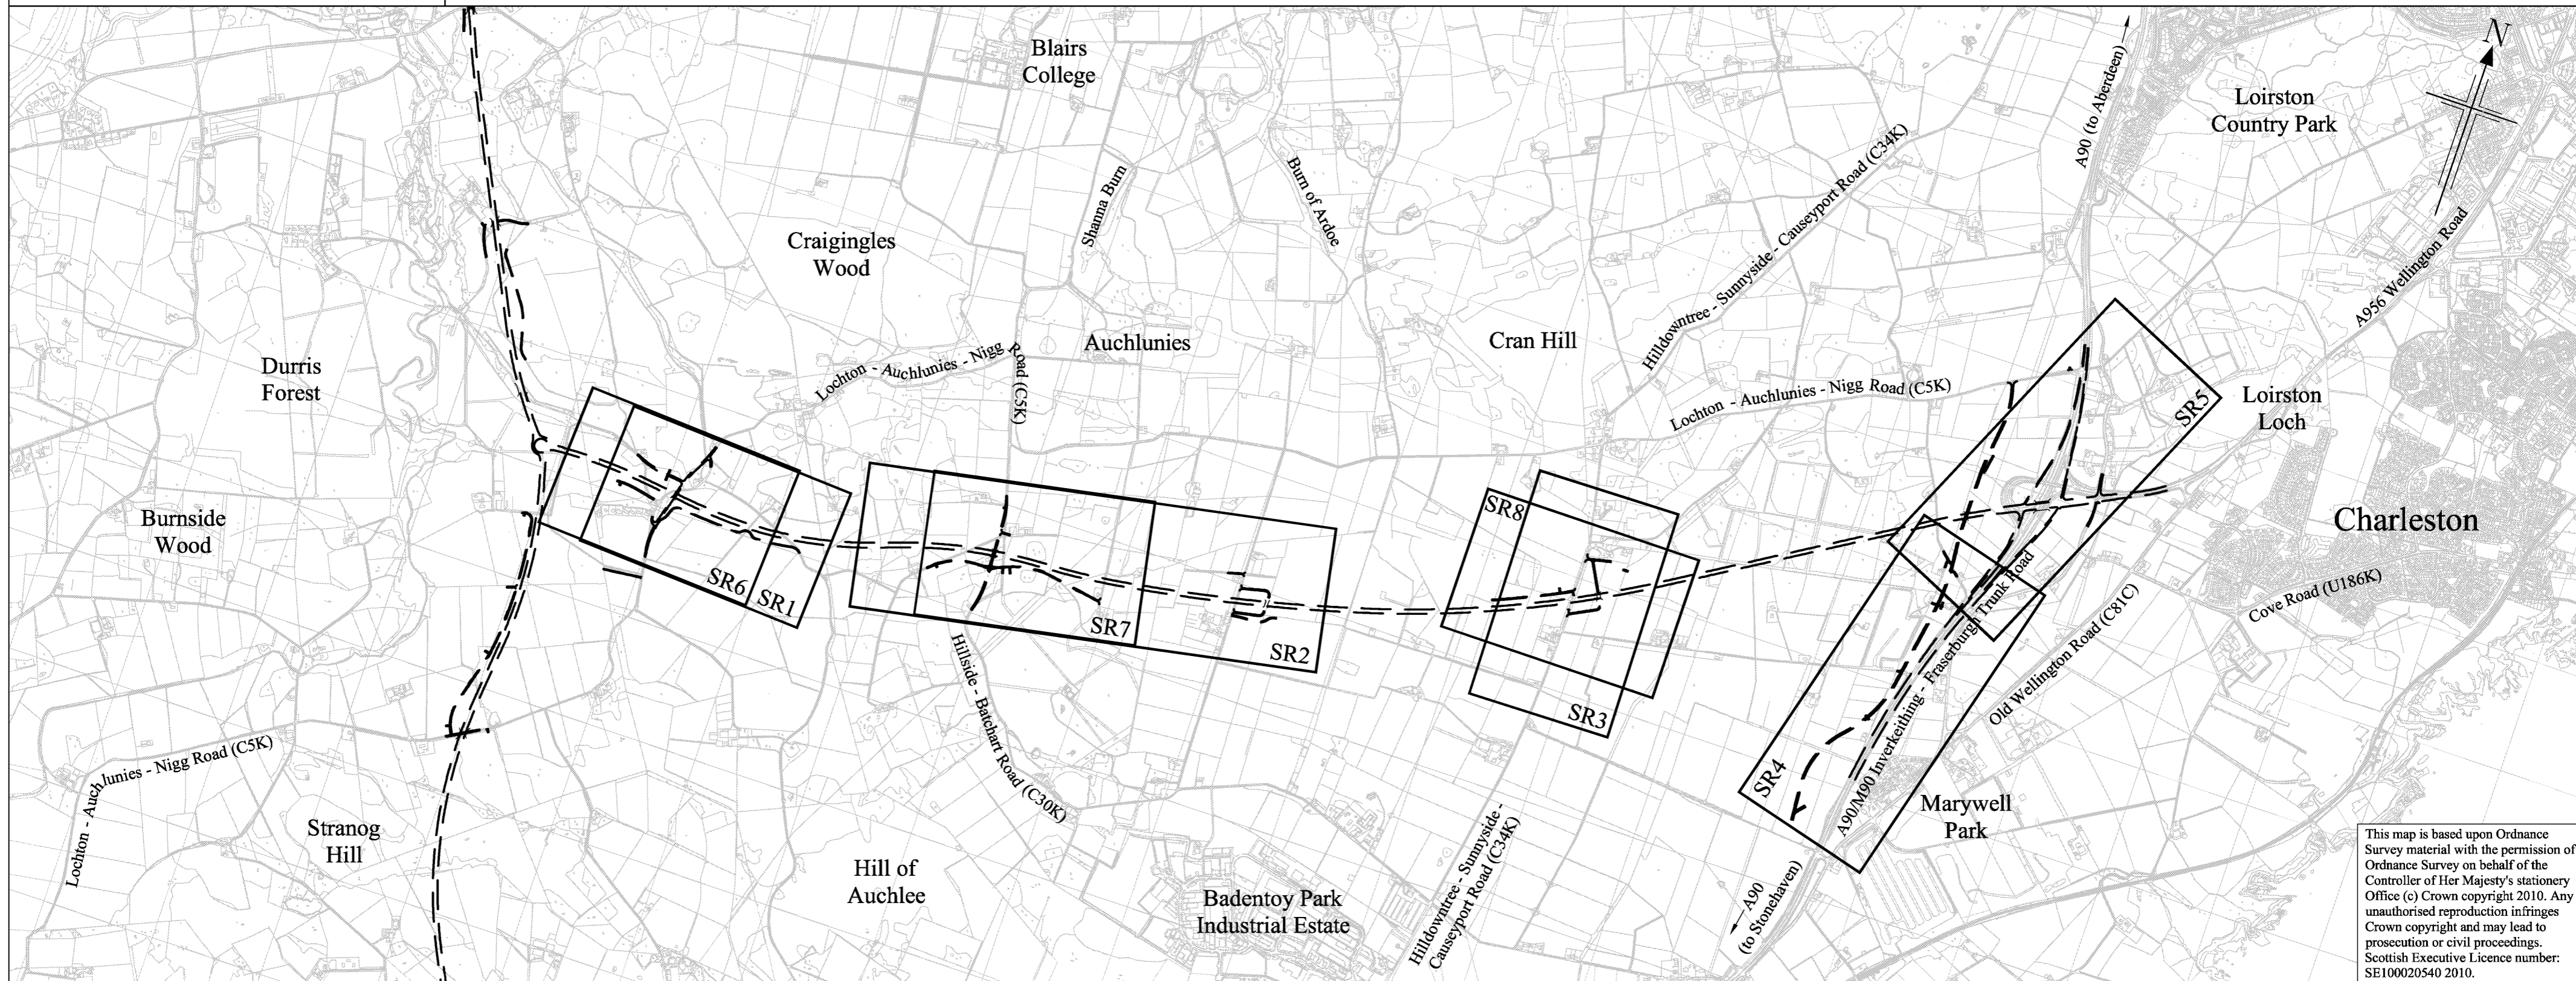 Blairs
College
N
A90 (to Aberdeen)
Loirston
Country Park
Shanna Burn
Burn of Ardoe
Hilldowntree - Sunnyside - Causeyport Road (C34K)
Craigingles
Wood
A956 Wellington Road
Durris
Forest
Lochton - Auchlunies - Nigg Road (C5K)
Auchlunies
Cran Hill
Lochton - Auchlunies - Nigg Road (C5K)
SR5
Loirston
Loch
Burnside
Wood
SR8
Charleston
SR6
SR1
SR7
SR2
SR3
SR4
A90/M90 Inverkeithing - Fraserburgh Trunk Road
Old Wellington Road (C81C)
Cove Road (U186K)
Hillside - Batchart Road (C30K)
Lochton - Auchlunies - Nigg Road (C5K)
Stranog
Hill
Hill of
Auchlee
Badentoy Park
Industrial Estate
Hilldowntree - Sunnyside -
Causeyport Road (C34K)
Marywell
Park
A90
(to Stonehaven)
This map is based upon Ordnance
Survey material with the permission of
Ordnance Survey on behalf of the
Controller of Her Majesty's stationery
Office (c) Crown copyright 2010. Any
unauthorised reproduction infringes
Crown copyright and may lead to
prosecution or civil proceedings.
Scottish Executive Licence number:
SE100020540 2010.